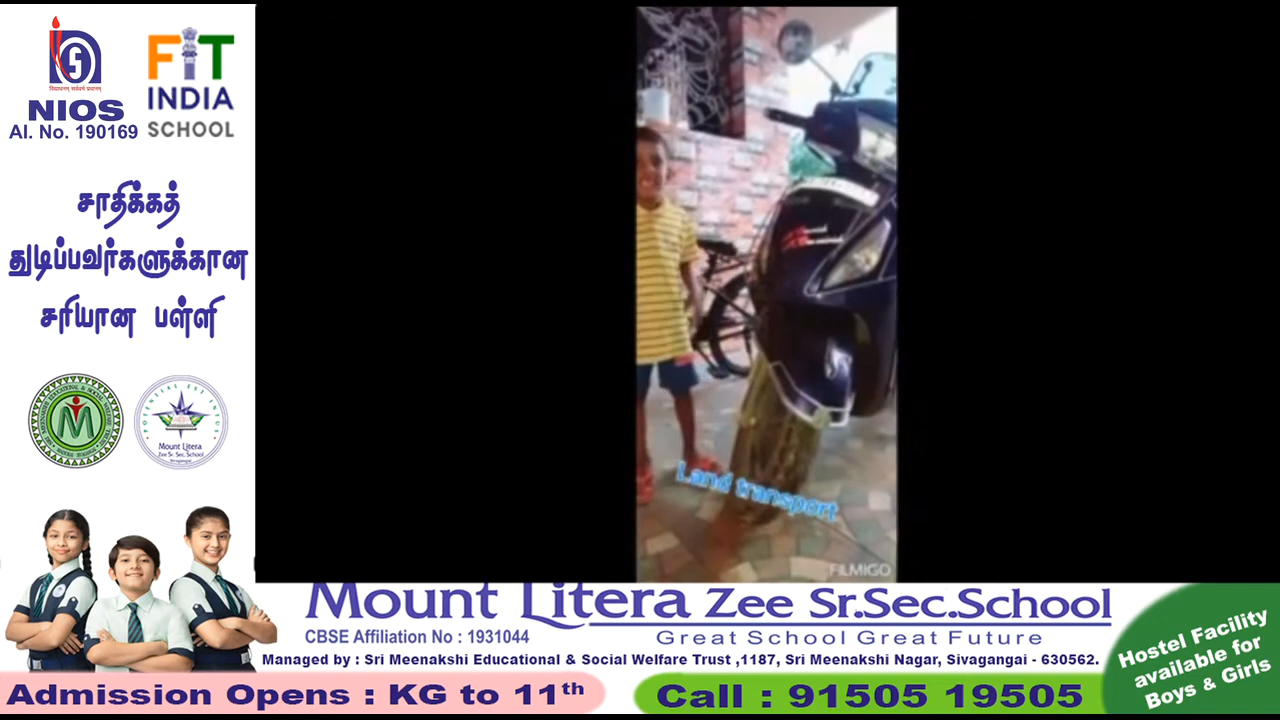 NIOS
AI. No. 190169
FIT
INDIA
SCHOOL
சாதிக்கத்
துடிப்பவர்களுக்கான
சரியான பள்ளி
Mount Litera
Zee Sr. Sec. School
Land transport
FILMIGO
Mount Litera Zee Sr.Sec.School
CBSE Affiliation No : 1931044
Great School Great Future
Managed by : Sri Meenakshi Educational & Social Welfare Trust ,1187, Sri Meenakshi Nagar, Sivagangai - 630562.
Admission Opens : KG to 11th
Call : 91505 19505
Hostel Facility
available for
Boys & Girls